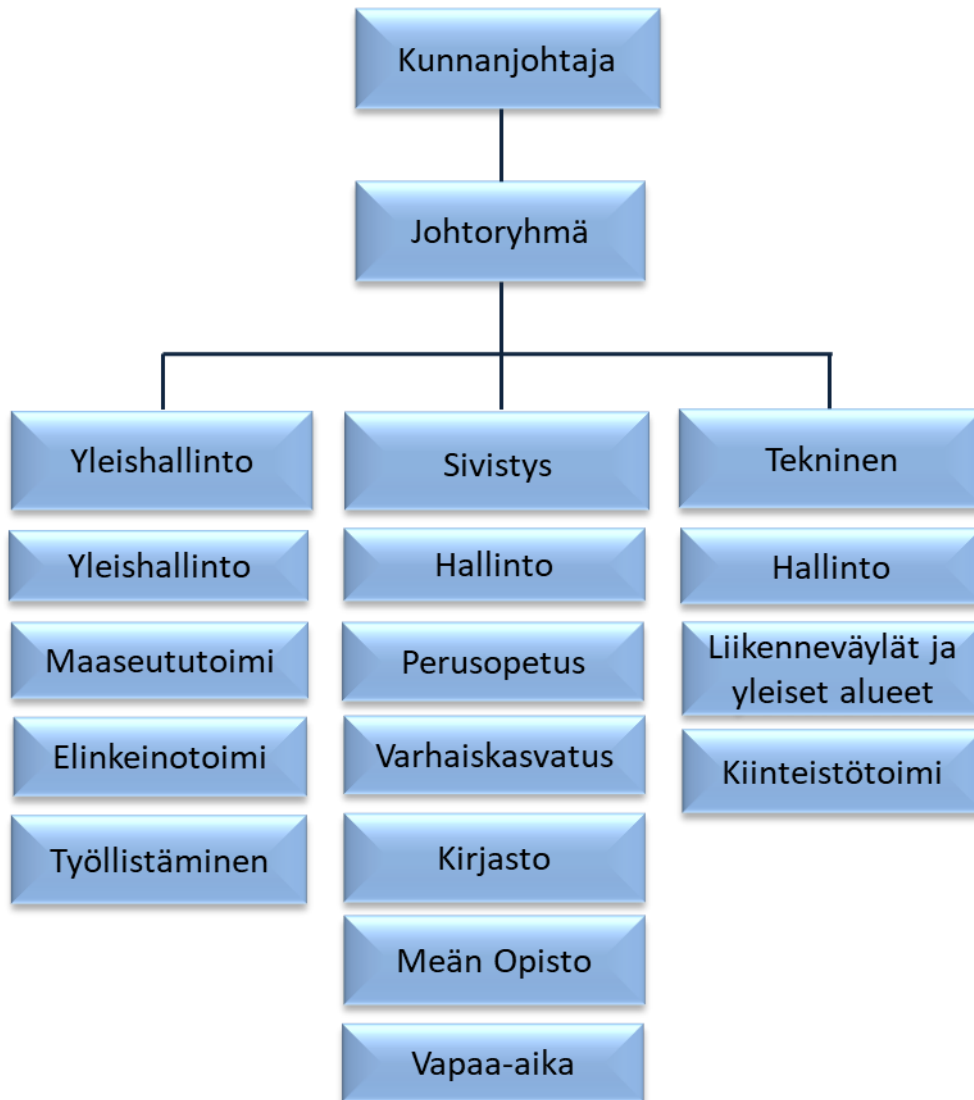 Kunnanjohtaja
Johtoryhmä
Yleishallinto
Yleishallinto
Maaseututoimi
Elinkeinotoimi
Työllistäminen
Sivistys
Hallinto
Perusopetus
Varhaiskasvatus
Kirjasto
Meän Opisto
Vapaa-aika
Tekninen
Hallinto
Liikenneväylät ja
yleiset alueet
Kiinteistötoimi